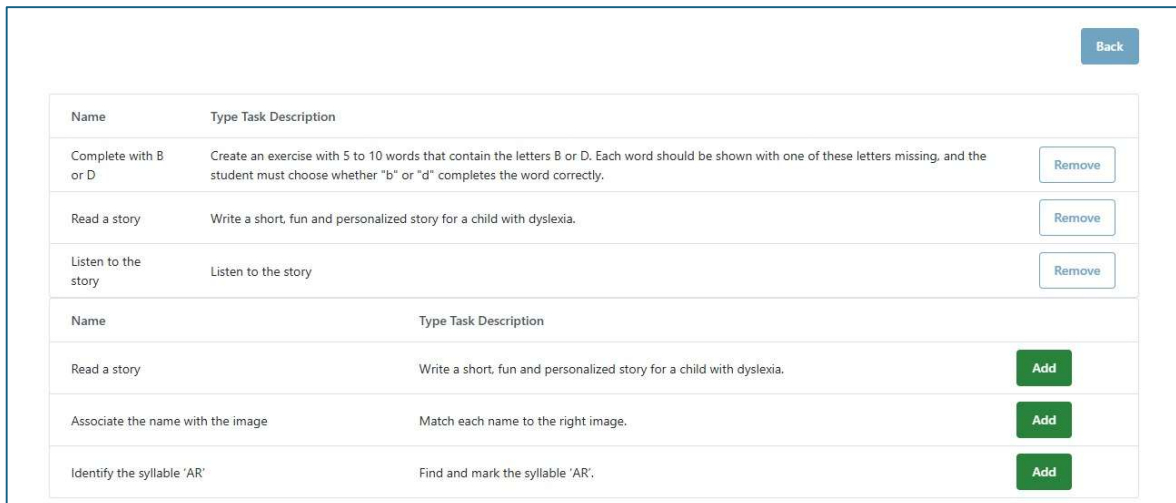 Back
Name Type Task Description
Complete with B Create an exercise with 5 to 10 words that contain the letters B or D. Each word should be shown with one of these letters missing, and the
or D student must choose whether "b" or "d" completes the word correctly.
Remove
Read a story Write a short, fun and personalized story for a child with dyslexia. Remove
Listen to the
story Listen to the story Remove
Name Type Task Description
Read a story Write a short, fun and personalized story for a child with dyslexia. Add
Associate the name with the image Match each name to the right image. Add
Identify the syllable ‘AR’ Find and mark the syllable ‘AR’. Add